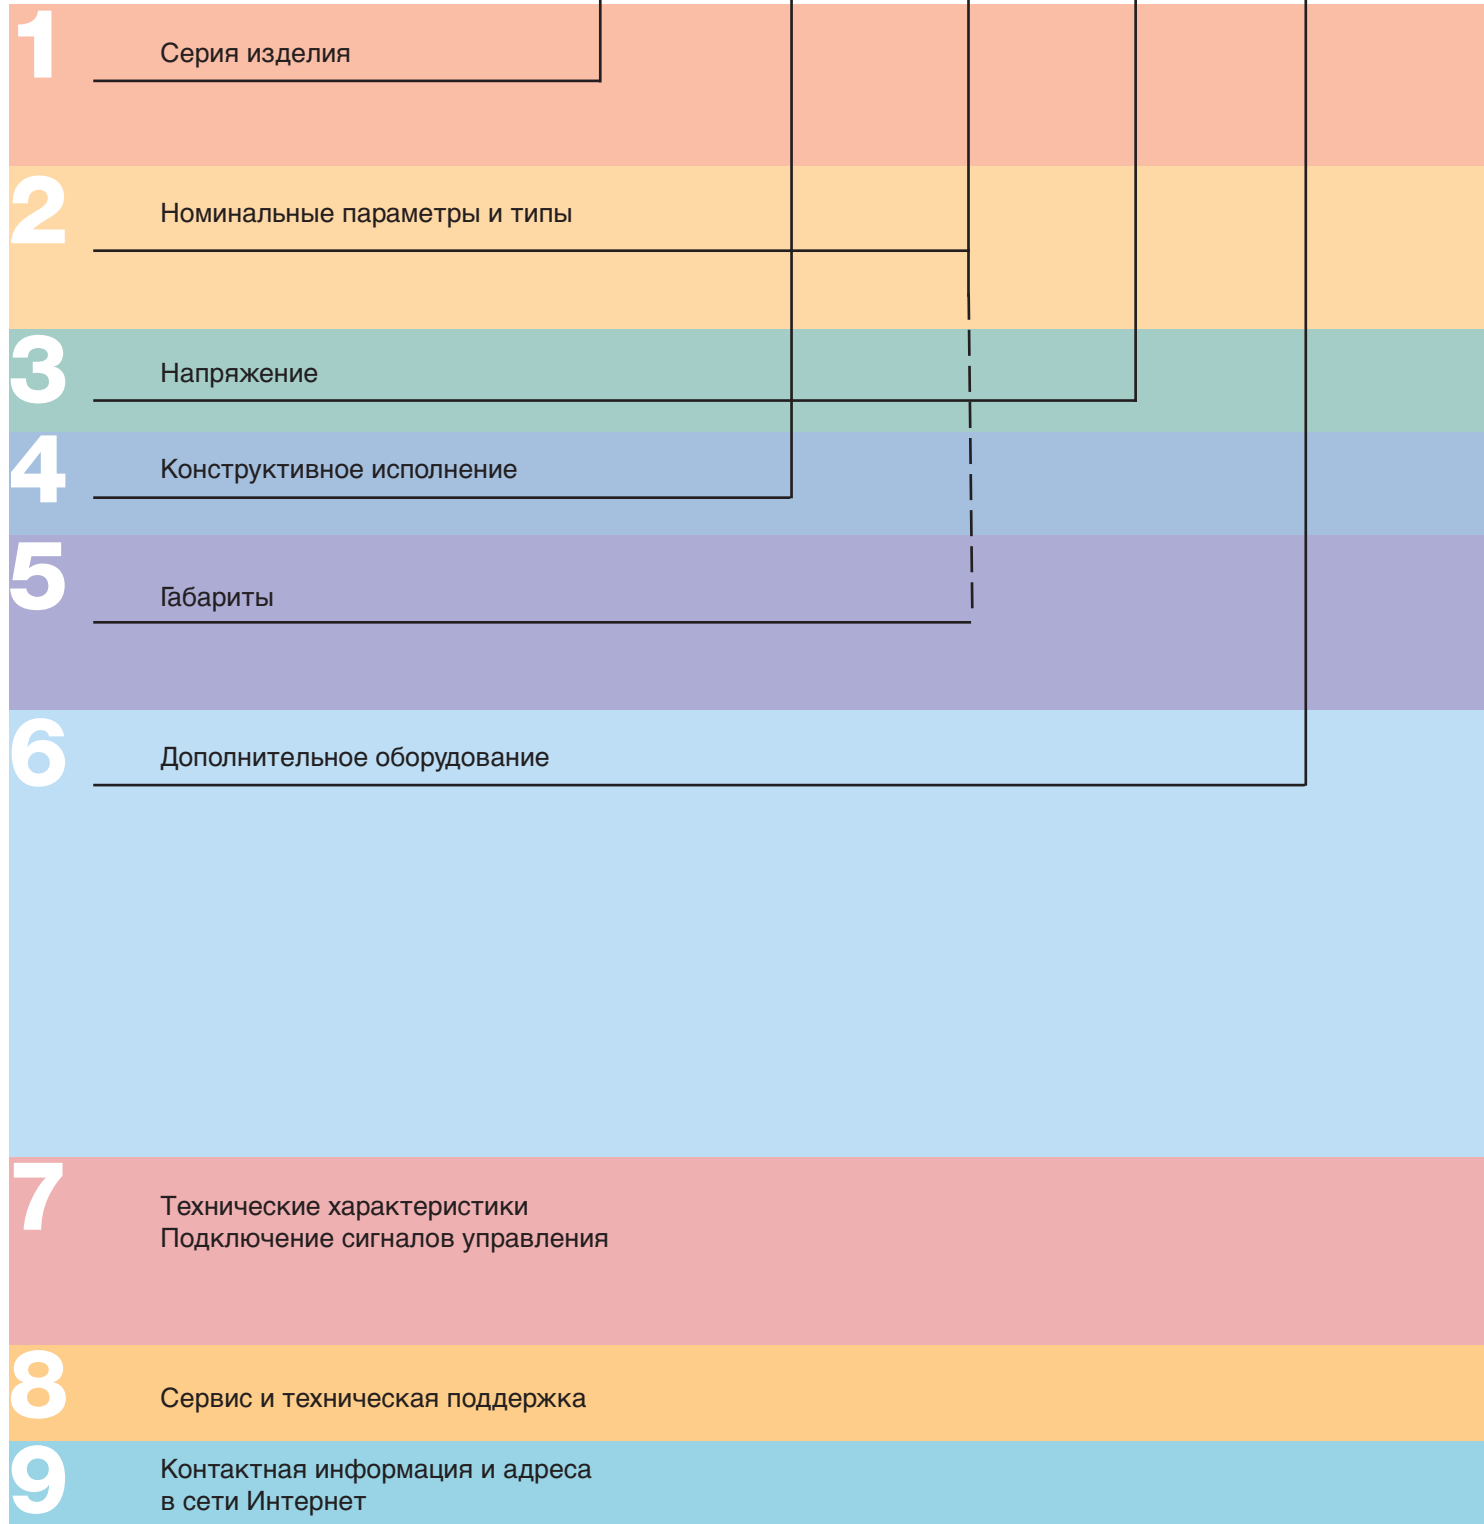 1
Серия изделия
2
Номинальные параметры и типы
3
Напряжение
4
Конструктивное исполнение
5
Габариты
6
Дополнительное оборудование
7
Технические характеристики
Подключение сигналов управления
8
Сервис и техническая поддержка
9
Контактная информация и адреса
в сети Интернет